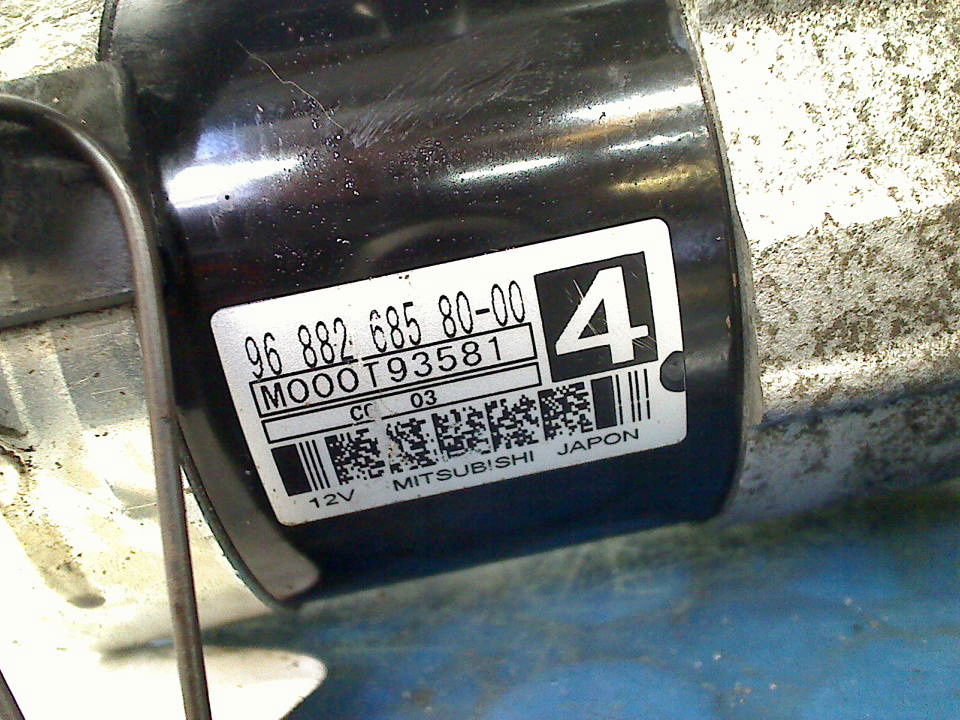 96 882 685 80-00
4
M000T93581
03
12V MITSUBISHI JAPON